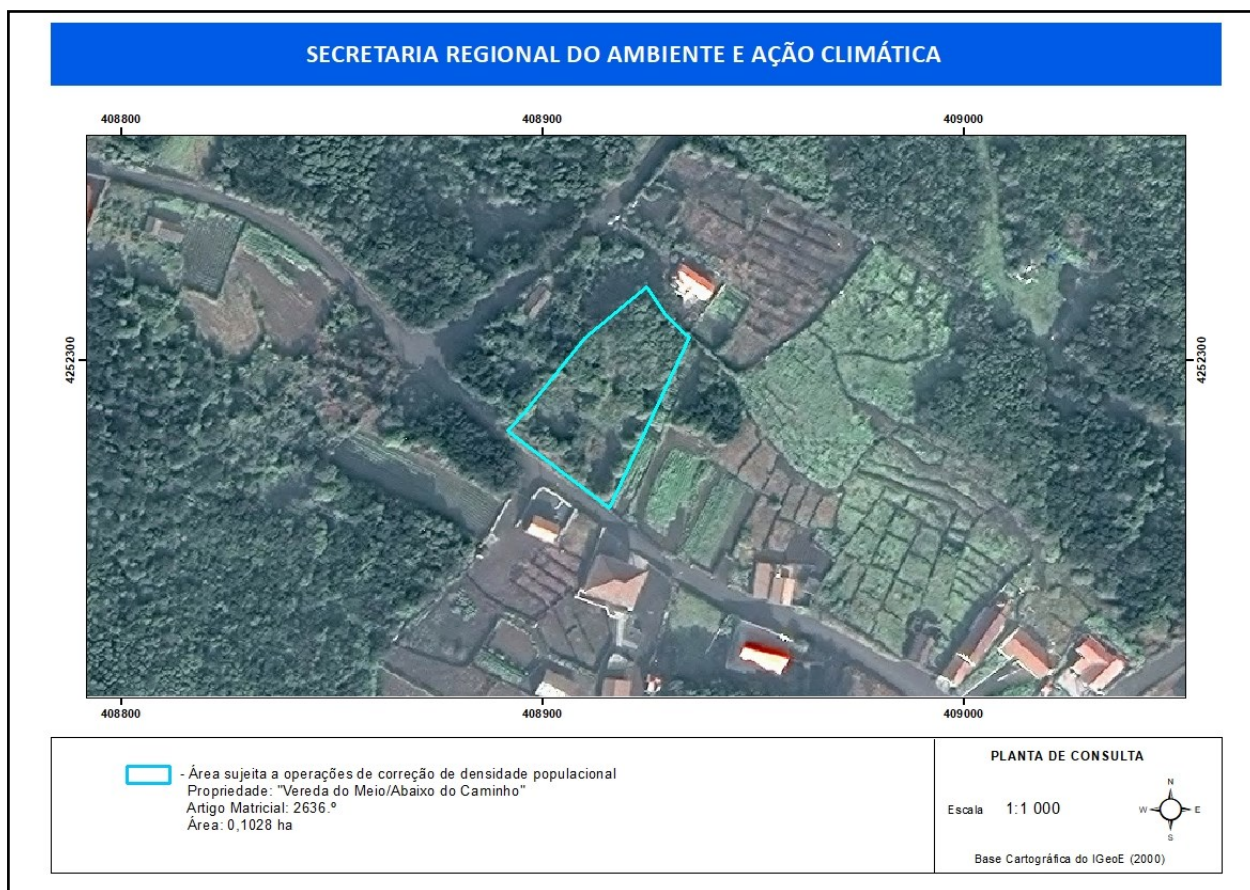 SECRETARIA REGIONAL DO AMBIENTE E AÇÃO CLIMÁTICA
408800 408900 409000
4252300 4252300
408800 408900 409000
- Área sujeita a operações de correção de densidade populacional
Propriedade: "Vereda do Meio/Abaixo do Caminho"
Artigo Matricial: 2636.º
Área: 0,1028 ha
PLANTA DE CONSULTA
Escala 1:1 000
N
W E
S
Base Cartográfica do IGeoE (2000)